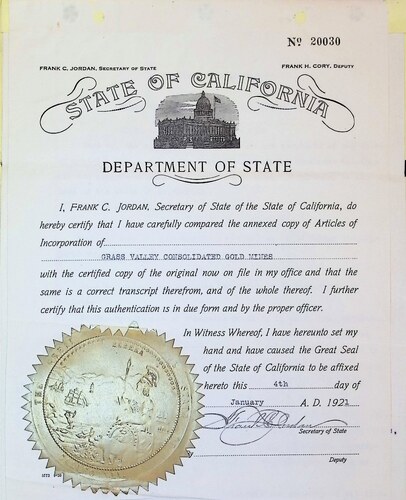 No 20030
FRANK C. JORDAN, SECRETARY OF STATE
FRANK H. CORY, DEPUTY
STATE OF CALIFORNIA
DEPARTMENT OF STATE
I, FRANK C. JORDAN, Secretary of State of the State of California, do
hereby certify that I have carefully compared the annexed copy of Articles of
Incorporation of
GRASS VALLEY CONSOLIDATED GOLD MINES
with the certified copy of the original now on file in my office and that the
same is a correct transcript therefrom, and of the whole thereof. I further
certify that this authentication is in due form and by the proper officer.
In Witness Whereof, I have hereunto set my
hand and have caused the Great Seal
of the State of California to be affixed
hereto this 4th day of
January A. D. 1921
Frank C. Jordan
Secretary of State
Deputy